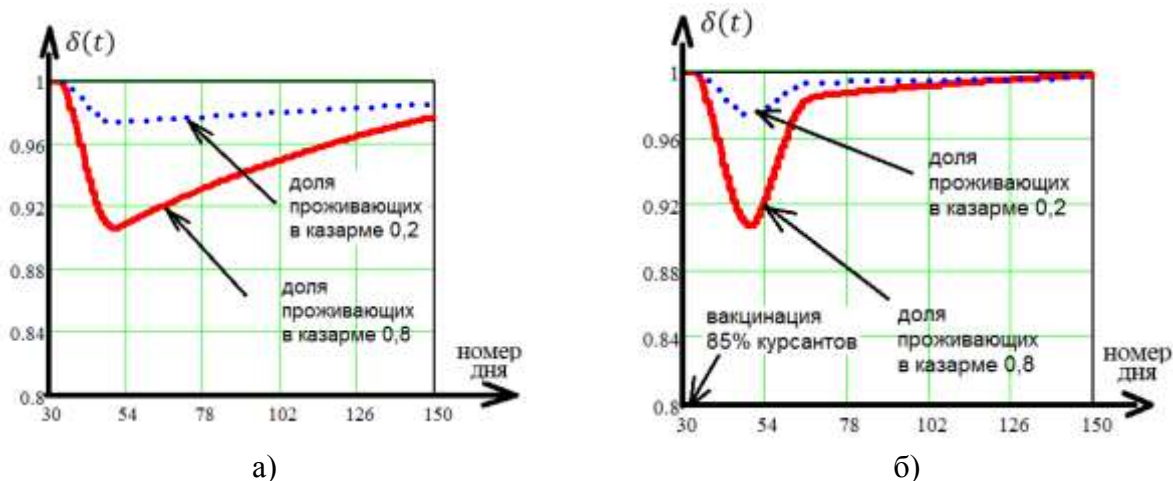 δ(t)
1
0.96
0.92
0.88
0.84
0.8
30 54 78 102 126 150
доля
проживающих
в казарме 0,2
доля
проживающих
в казарме 0,8
номер
дня
а)
δ(t)
1
0.96
0.92
0.88
0.84
0.8
30 54 78 102 126 150
доля
проживающих
в казарме 0,2
вакцинация
85% курсантов
доля
проживающих
в казарме 0,8
номер
дня
б)